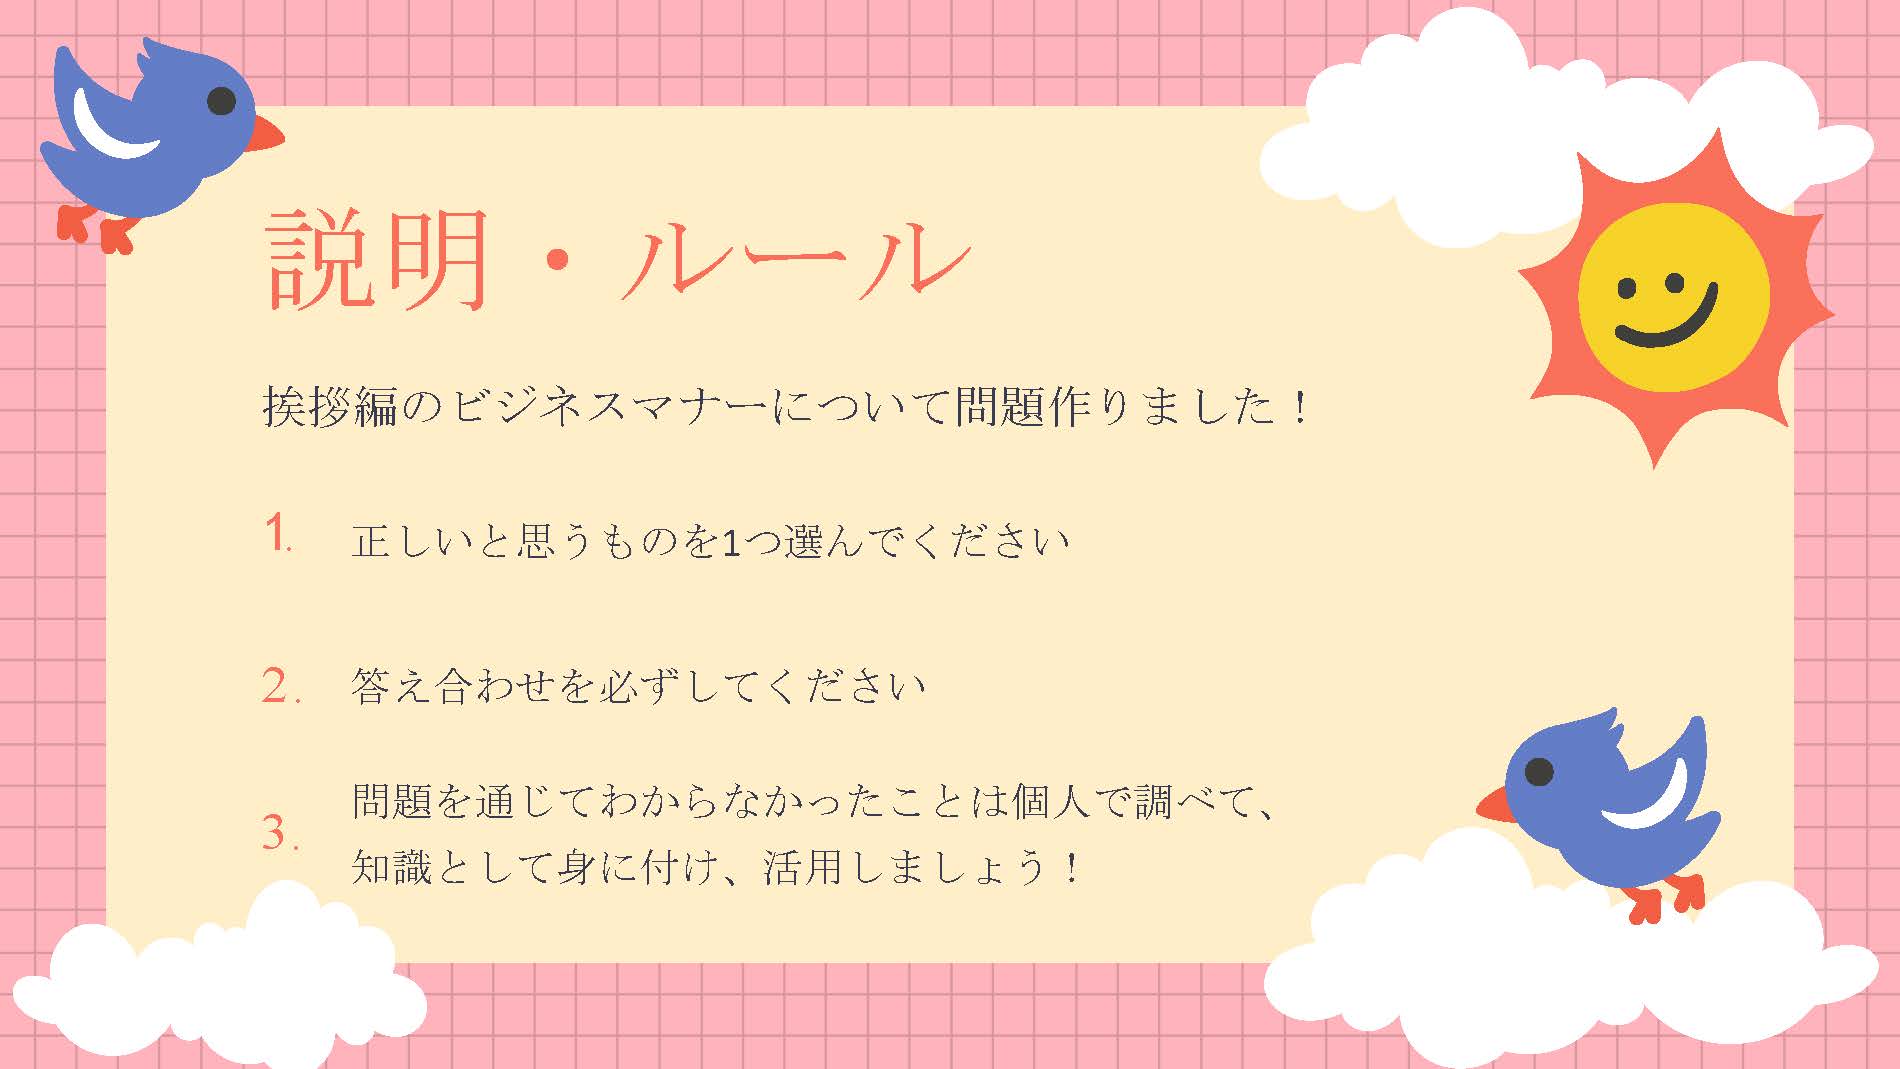 説明・ルール
挨拶編のビジネスマナーについて問題作りました！
1. 正しいと思うものを1つ選んでください
2. 答え合わせを必ずしてください
3. 問題を通じてわからなかったことは個人で調べて、
知識として身に付け、活用しましょう！